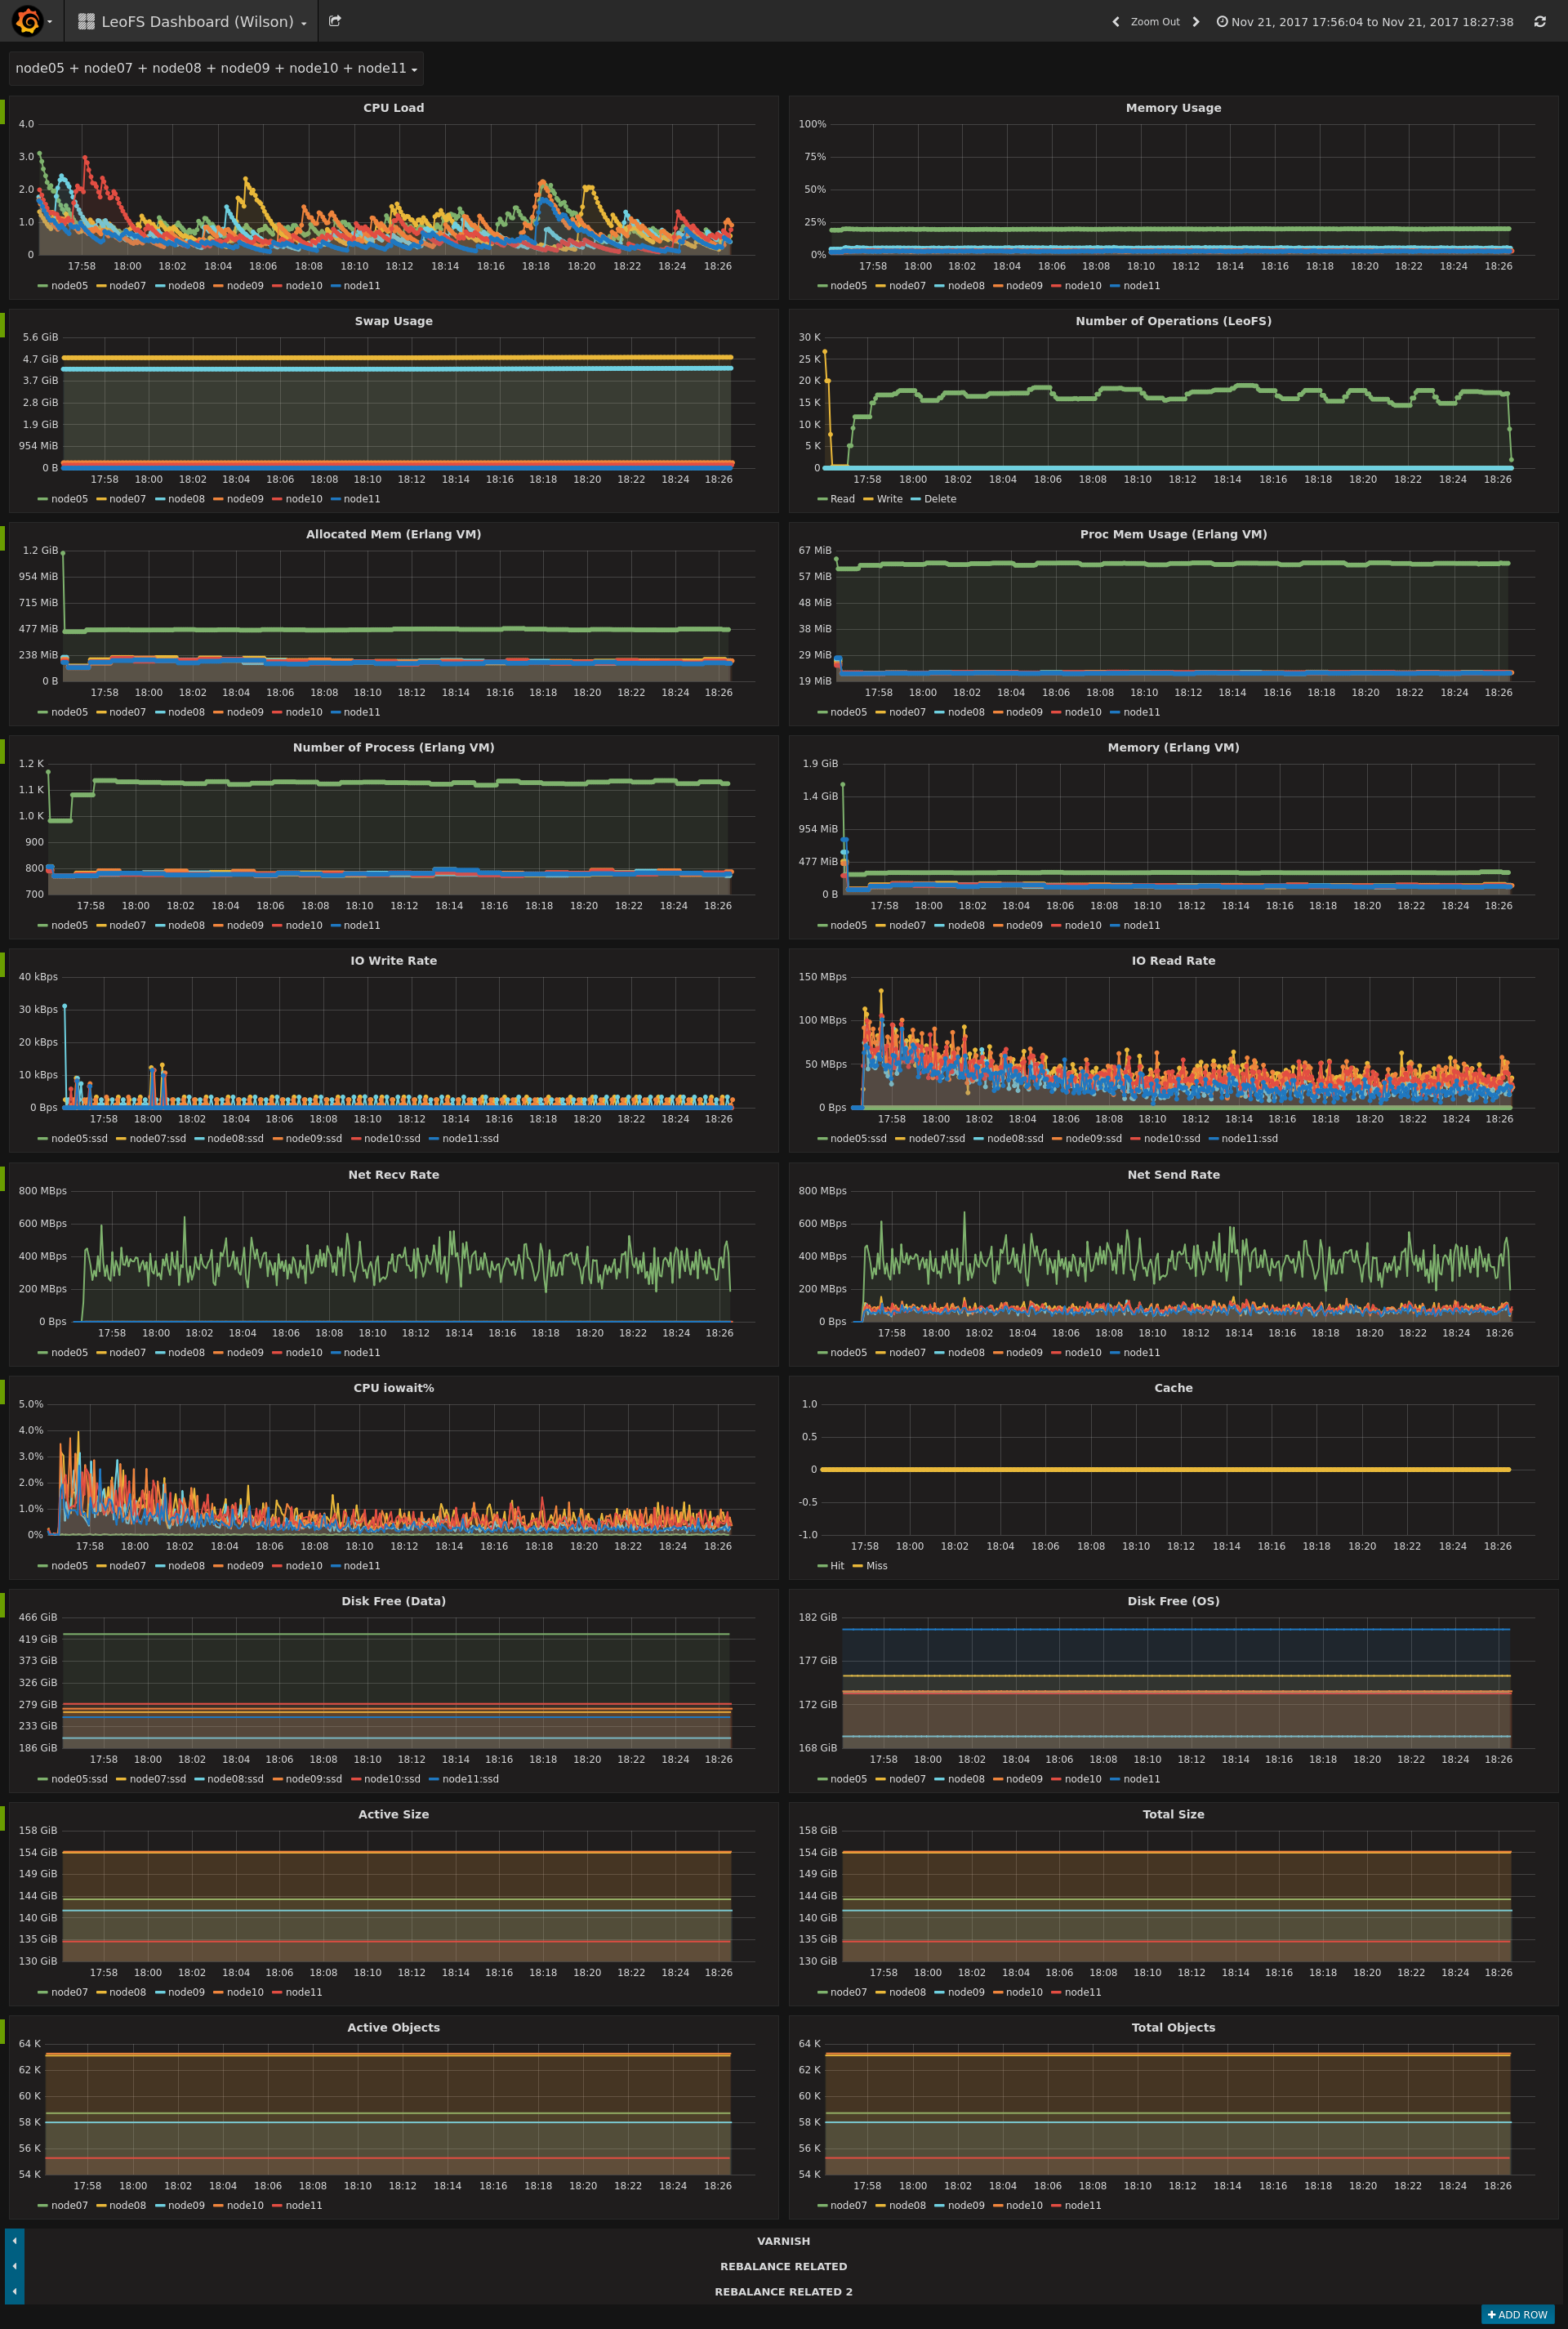 LeoFS Dashboard (Wilson)
Zoom Out
Nov 21, 2017 17:56:04 to Nov 21, 2017 18:27:38
node05 + node07 + node08 + node09 + node10 + node11
CPU Load
4.0
3.0
2.0
1.0
0
17:58 18:00 18:02 18:04 18:06 18:08 18:10 18:12 18:14 18:16 18:18 18:20 18:22 18:24 18:26
node05 node07 node08 node09 node10 node11
Memory Usage
100%
75%
50%
25%
0%
17:58 18:00 18:02 18:04 18:06 18:08 18:10 18:12 18:14 18:16 18:18 18:20 18:22 18:24 18:26
node05 node07 node08 node09 node10 node11
Swap Usage
5.6 GiB
4.7 GiB
3.7 GiB
2.8 GiB
1.9 GiB
954 MiB
0 B
17:58 18:00 18:02 18:04 18:06 18:08 18:10 18:12 18:14 18:16 18:18 18:20 18:22 18:24 18:26
node05 node07 node08 node09 node10 node11
Number of Operations (LeoFS)
30 K
25 K
20 K
15 K
10 K
5 K
0
17:58 18:00 18:02 18:04 18:06 18:08 18:10 18:12 18:14 18:16 18:18 18:20 18:22 18:24 18:26
Read Write Delete
Allocated Mem (Erlang VM)
1.2 GiB
954 MiB
715 MiB
477 MiB
238 MiB
0 B
17:58 18:00 18:02 18:04 18:06 18:08 18:10 18:12 18:14 18:16 18:18 18:20 18:22 18:24 18:26
node05 node07 node08 node09 node10 node11
Proc Mem Usage (Erlang VM)
67 MiB
57 MiB
48 MiB
38 MiB
29 MiB
19 MiB
17:58 18:00 18:02 18:04 18:06 18:08 18:10 18:12 18:14 18:16 18:18 18:20 18:22 18:24 18:26
node05 node07 node08 node09 node10 node11
Number of Process (Erlang VM)
1.2 K
1.1 K
1.0 K
900
800
700
17:58 18:00 18:02 18:04 18:06 18:08 18:10 18:12 18:14 18:16 18:18 18:20 18:22 18:24 18:26
node05 node07 node08 node09 node10 node11
Memory (Erlang VM)
1.9 GiB
1.4 GiB
954 MiB
477 MiB
0 B
17:58 18:00 18:02 18:04 18:06 18:08 18:10 18:12 18:14 18:16 18:18 18:20 18:22 18:24 18:26
node05 node07 node08 node09 node10 node11
IO Write Rate
40 kBps
30 kBps
20 kBps
10 kBps
0 Bps
17:58 18:00 18:02 18:04 18:06 18:08 18:10 18:12 18:14 18:16 18:18 18:20 18:22 18:24 18:26
node05:ssd node07:ssd node08:ssd node09:ssd node10:ssd node11:ssd
IO Read Rate
150 MBps
100 MBps
50 MBps
0 Bps
17:58 18:00 18:02 18:04 18:06 18:08 18:10 18:12 18:14 18:16 18:18 18:20 18:22 18:24 18:26
node05:ssd node07:ssd node08:ssd node09:ssd node10:ssd node11:ssd
Net Recv Rate
800 MBps
600 MBps
400 MBps
200 MBps
0 Bps
17:58 18:00 18:02 18:04 18:06 18:08 18:10 18:12 18:14 18:16 18:18 18:20 18:22 18:24 18:26
node05 node07 node08 node09 node10 node11
Net Send Rate
800 MBps
600 MBps
400 MBps
200 MBps
0 Bps
17:58 18:00 18:02 18:04 18:06 18:08 18:10 18:12 18:14 18:16 18:18 18:20 18:22 18:24 18:26
node05 node07 node08 node09 node10 node11
CPU iowait%
5.0%
4.0%
3.0%
2.0%
1.0%
0%
17:58 18:00 18:02 18:04 18:06 18:08 18:10 18:12 18:14 18:16 18:18 18:20 18:22 18:24 18:26
node05 node07 node08 node09 node10 node11
Cache
1.0
0.5
0
-0.5
-1.0
17:58 18:00 18:02 18:04 18:06 18:08 18:10 18:12 18:14 18:16 18:18 18:20 18:22 18:24 18:26
Hit Miss
Disk Free (Data)
466 GiB
419 GiB
373 GiB
326 GiB
279 GiB
233 GiB
186 GiB
17:58 18:00 18:02 18:04 18:06 18:08 18:10 18:12 18:14 18:16 18:18 18:20 18:22 18:24 18:26
node05:ssd node07:ssd node08:ssd node09:ssd node10:ssd node11:ssd
Disk Free (OS)
182 GiB
177 GiB
172 GiB
168 GiB
17:58 18:00 18:02 18:04 18:06 18:08 18:10 18:12 18:14 18:16 18:18 18:20 18:22 18:24 18:26
node05 node07 node08 node09 node10 node11
Active Size
158 GiB
154 GiB
149 GiB
144 GiB
140 GiB
135 GiB
130 GiB
17:58 18:00 18:02 18:04 18:06 18:08 18:10 18:12 18:14 18:16 18:18 18:20 18:22 18:24 18:26
node07 node08 node09 node10 node11
Total Size
158 GiB
154 GiB
149 GiB
144 GiB
140 GiB
135 GiB
130 GiB
17:58 18:00 18:02 18:04 18:06 18:08 18:10 18:12 18:14 18:16 18:18 18:20 18:22 18:24 18:26
node07 node08 node09 node10 node11
Active Objects
64 K
62 K
60 K
58 K
56 K
54 K
17:58 18:00 18:02 18:04 18:06 18:08 18:10 18:12 18:14 18:16 18:18 18:20 18:22 18:24 18:26
node07 node08 node09 node10 node11
Total Objects
64 K
62 K
60 K
58 K
56 K
54 K
17:58 18:00 18:02 18:04 18:06 18:08 18:10 18:12 18:14 18:16 18:18 18:20 18:22 18:24 18:26
node07 node08 node09 node10 node11
VARNISH
REBALANCE RELATED
REBALANCE RELATED 2
+ ADD ROW